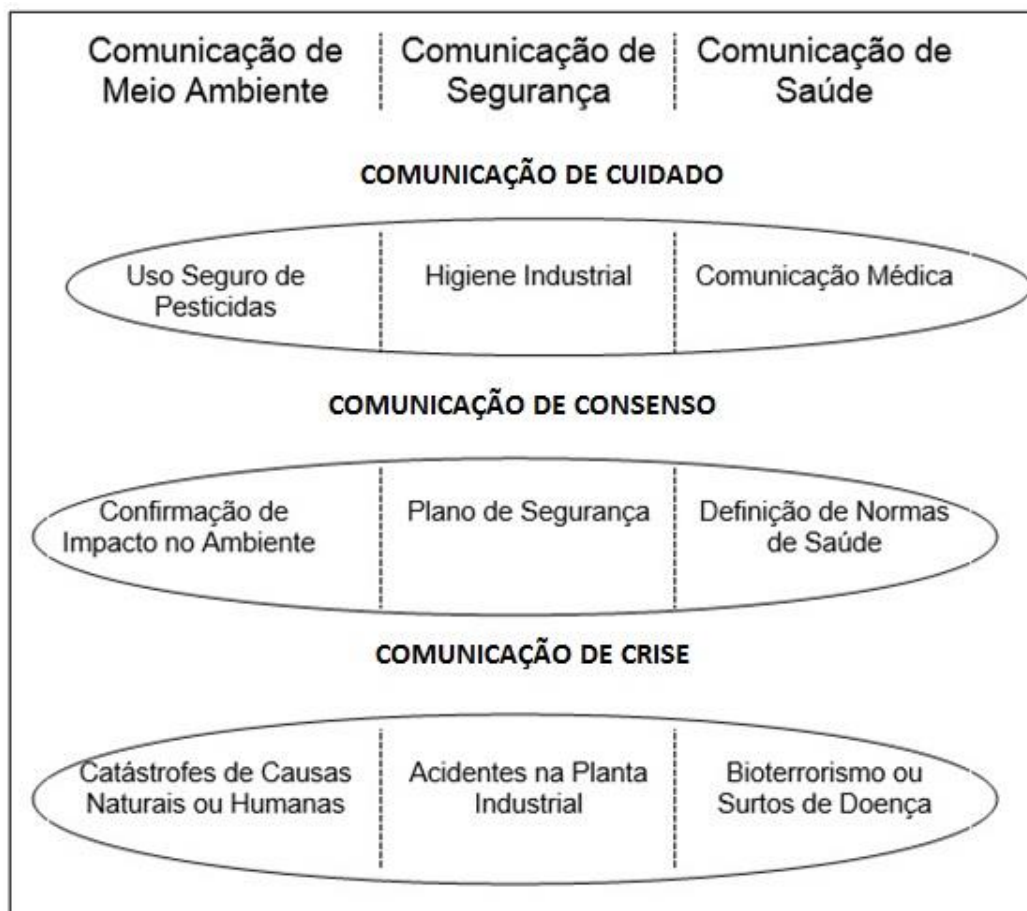 Comunicação de
Meio Ambiente
Comunicação de
Segurança
Comunicação de
Saúde
COMUNICAÇÃO DE CUIDADO
Uso Seguro de
Pesticidas
Higiene Industrial
Comunicação Médica
COMUNICAÇÃO DE CONSENSO
Confirmação de
Impacto no Ambiente
Plano de Segurança
Definição de Normas
de Saúde
COMUNICAÇÃO DE CRISE
Catástrofes de Causas
Naturais ou Humanas
Acidentes na Planta
Industrial
Bioterrorismo ou
Surtos de Doença